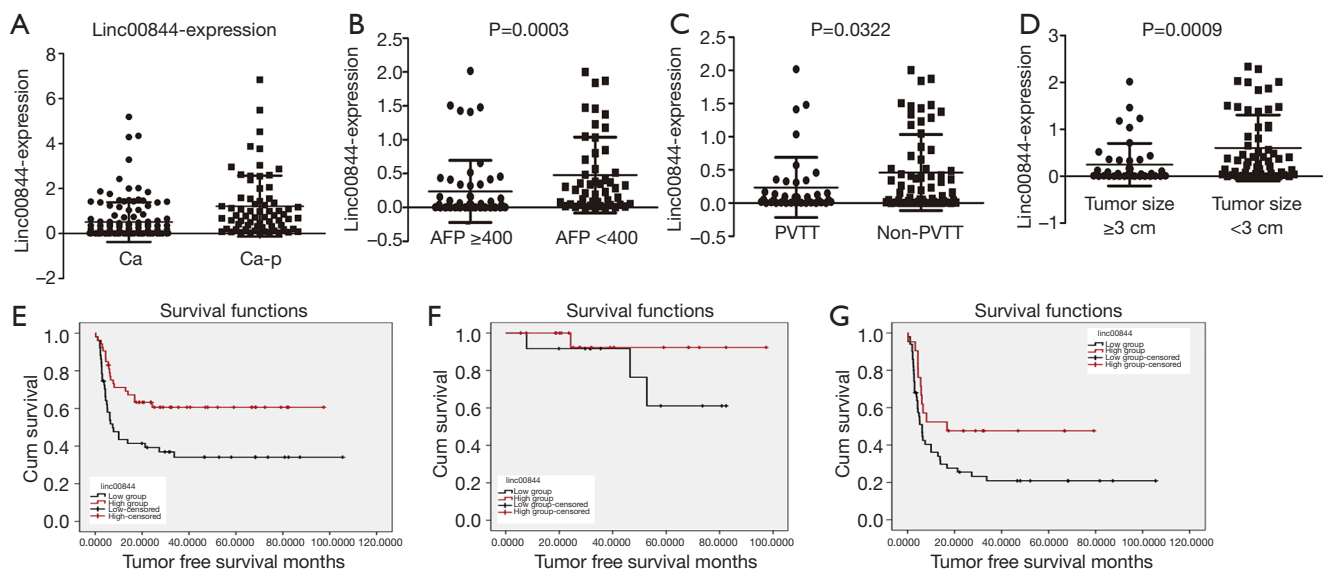 A
Linc00844-expression
Linc00844-expression
8
6
4
2
0
−2
Ca
Ca-p
B
P=0.0003
Linc00844-expression
2.5
2.0
1.5
1.0
0.5
0.0
−0.5
AFP ≥400
AFP <400
C
P=0.0322
Linc00844-expression
2.5
2.0
1.5
1.0
0.5
0.0
−0.5
PVTT
Non-PVTT
D
P=0.0009
Linc00844-expression
3
2
1
0
−1
Tumor size
≥3 cm
Tumor size
<3 cm
E
Survival functions
Cum survival
1.0
0.8
0.6
0.4
0.2
0.0
linc00844
Low group
High group
Low-censored
High-censored
0.0000 20.0000 40.0000 60.0000 80.0000 100.0000 120.0000
Tumor free survival months
F
Survival functions
Cum survival
1.0
0.8
0.6
0.4
0.2
0.0
linc00844
Low group
High group
Low group-censored
High group-censored
0.0000 20.0000 40.0000 60.0000 80.0000 100.0000
Tumor free survival months
G
Survival functions
Cum survival
1.0
0.8
0.6
0.4
0.2
0.0
linc00844
Low group
High group
Low group-censored
High group-censored
0.0000 20.0000 40.0000 60.0000 80.0000 100.0000 120.0000
Tumor free survival months